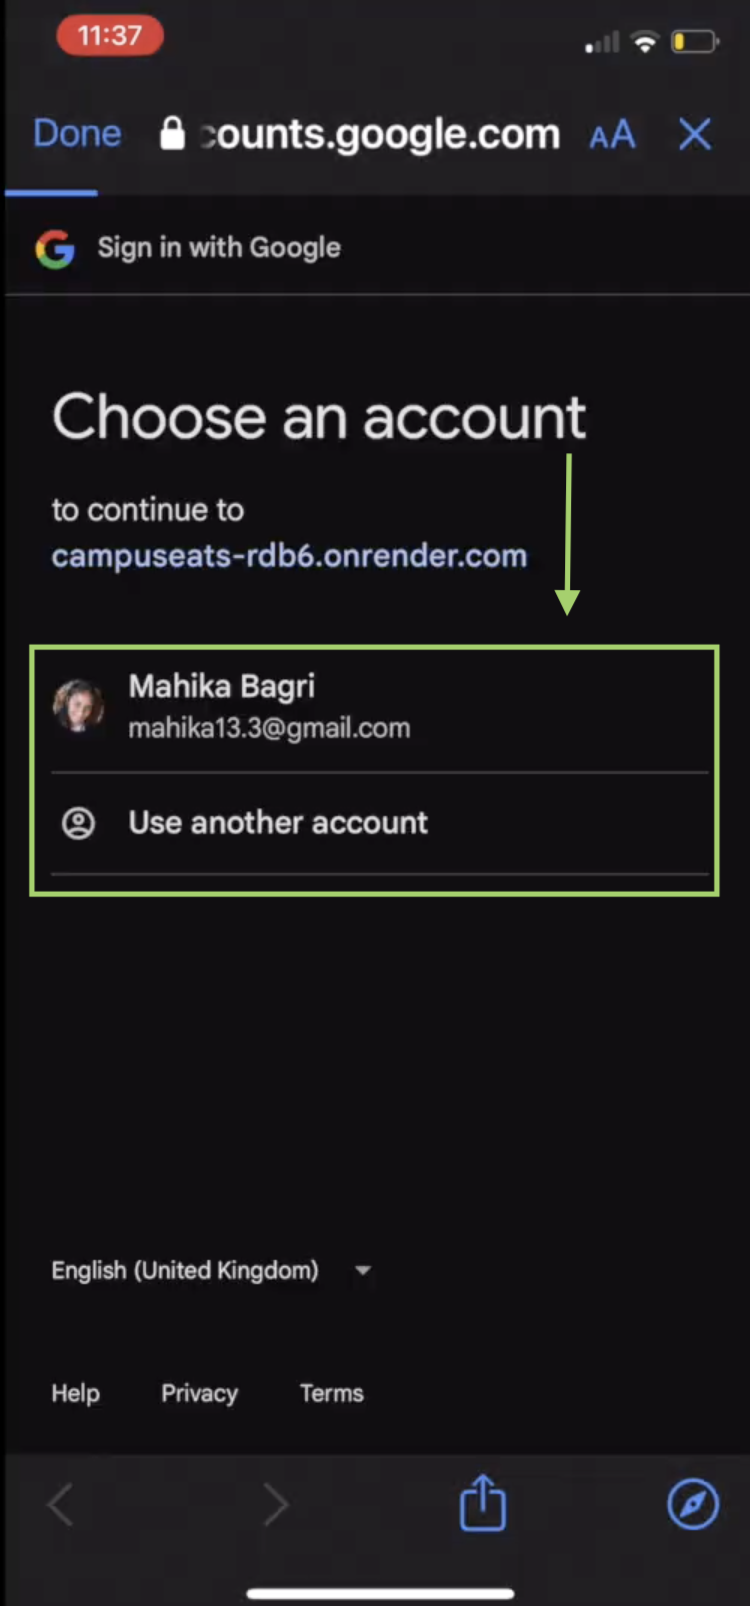 11:37
Done ounts.google.com AA
Sign in with Google
Choose an account
to continue to
campuseats-rdb6.onrender.com
Mahika Bagri
mahika13.3@gmail.com
Use another account
English (United Kingdom)
Help Privacy Terms